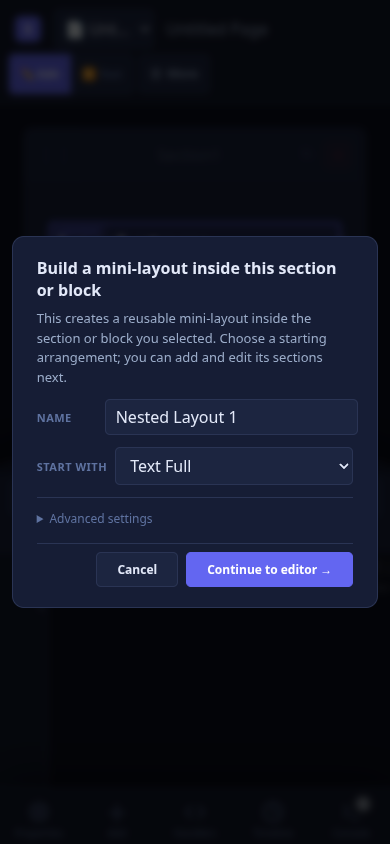 Untitled Page
Build a mini-layout inside this section
or block
This creates a reusable mini-layout inside the
section or block you selected. Choose a starting
arrangement; you can add and edit its sections
next.
NAME
Nested Layout 1
START WITH
Text Full
▶ Advanced settings
Cancel
Continue to editor →